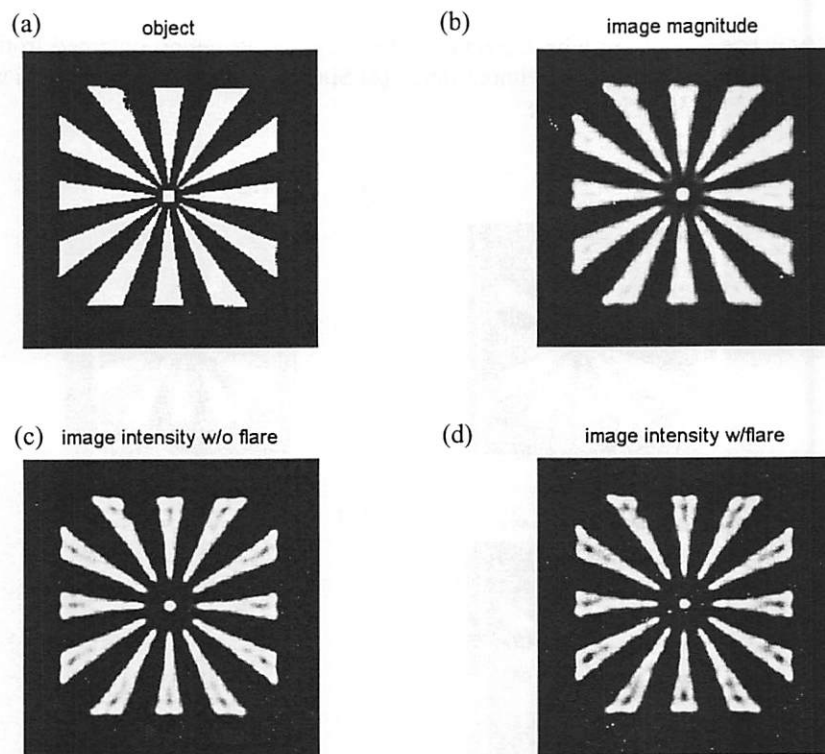 (a)
object
(b)
image magnitude
(c)
image intensity w/o flare
(d)
image intensity w/flare